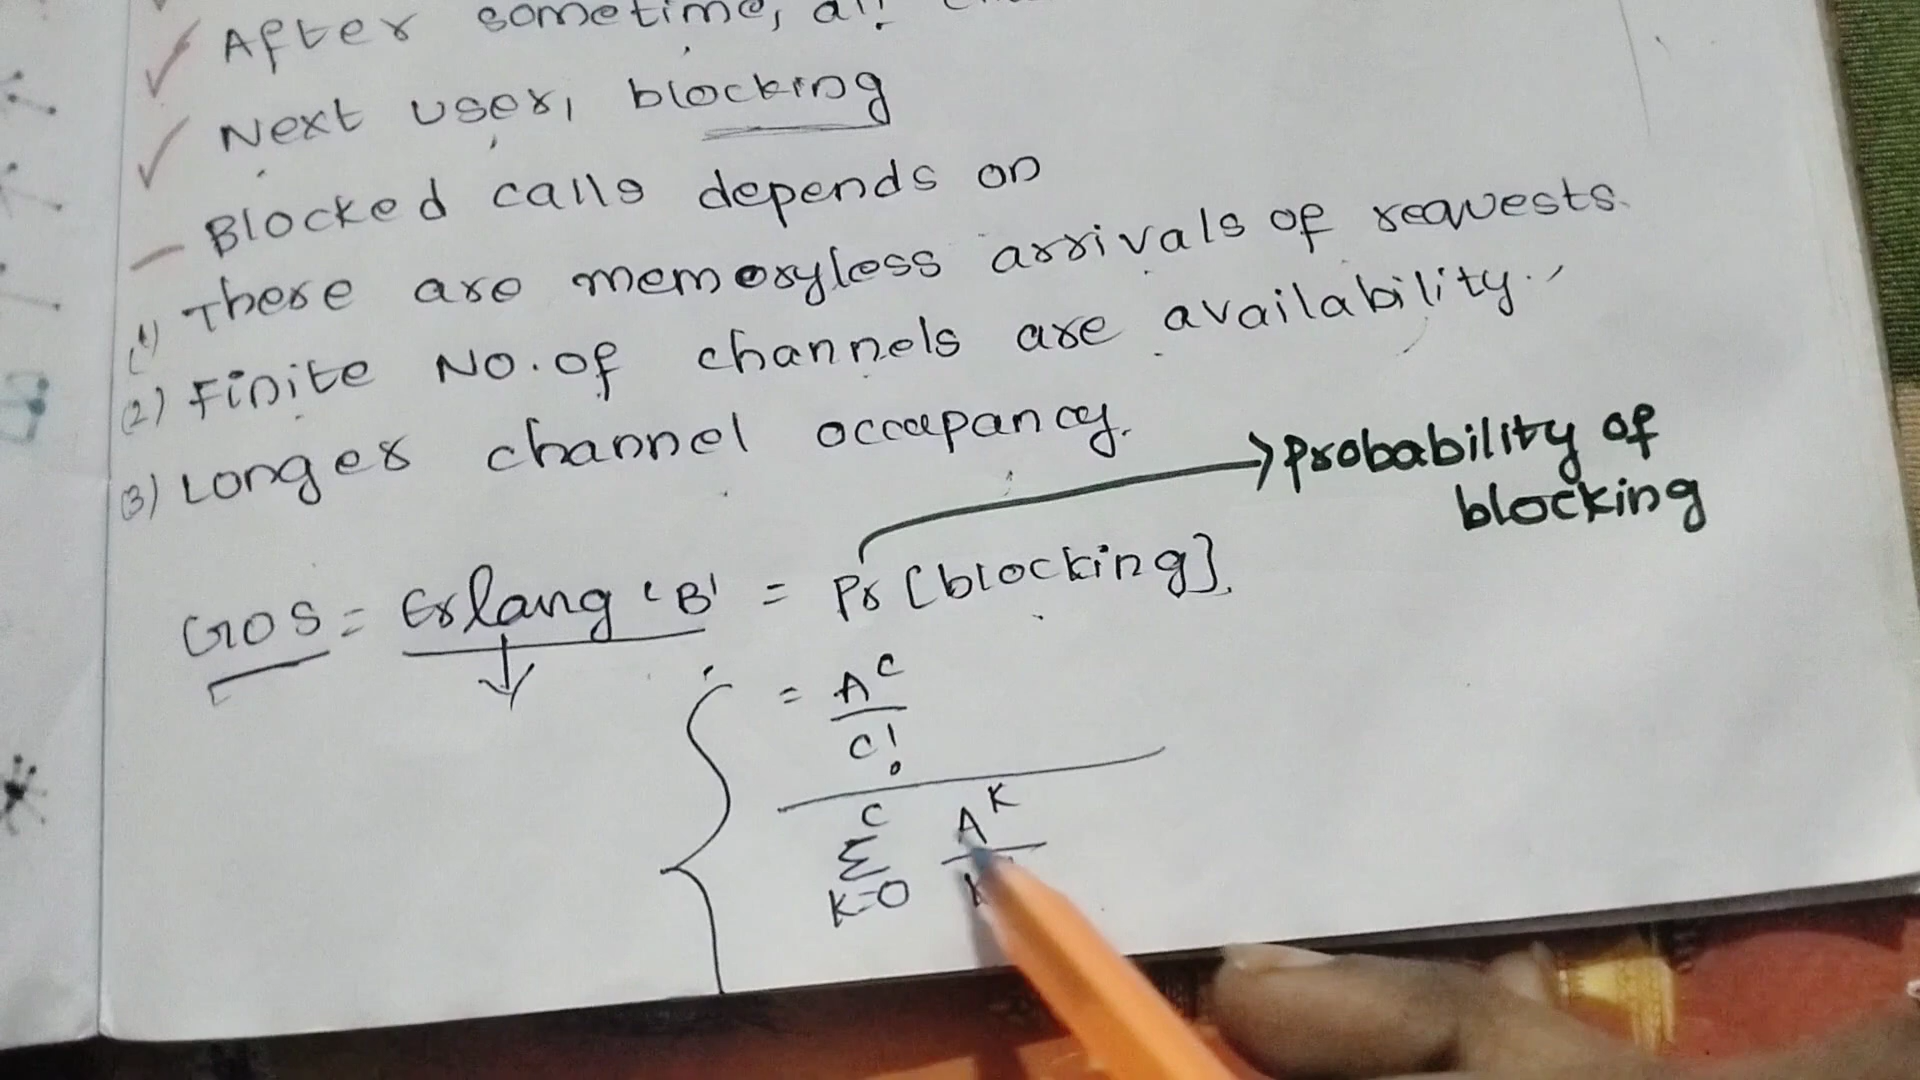 After sometime, all
Next user, blocking
Blocked calls depends on
(1) There are memoryless arrivals of requests.
(2) Finite No. of channels are availability.
(3) Longer channel occupancy.
→ Probability of
blocking
GOS = Erlang 'B' = Pr [blocking].
= A^C
C!
C
Σ A^K
K=0 K